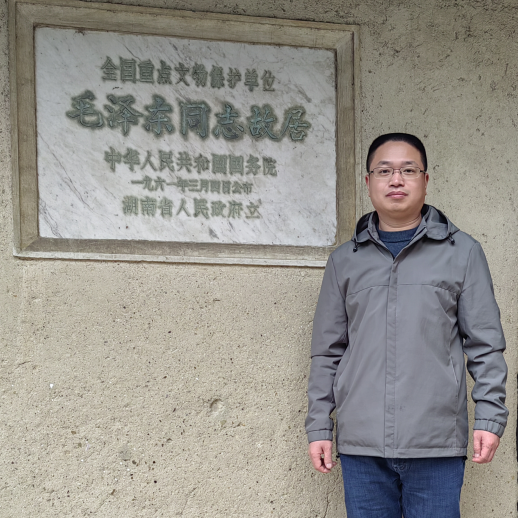 全国重点文物保护单位
毛泽东同志故居
中华人民共和国国务院
一九六一年三月四日公布
湖南省人民政府立